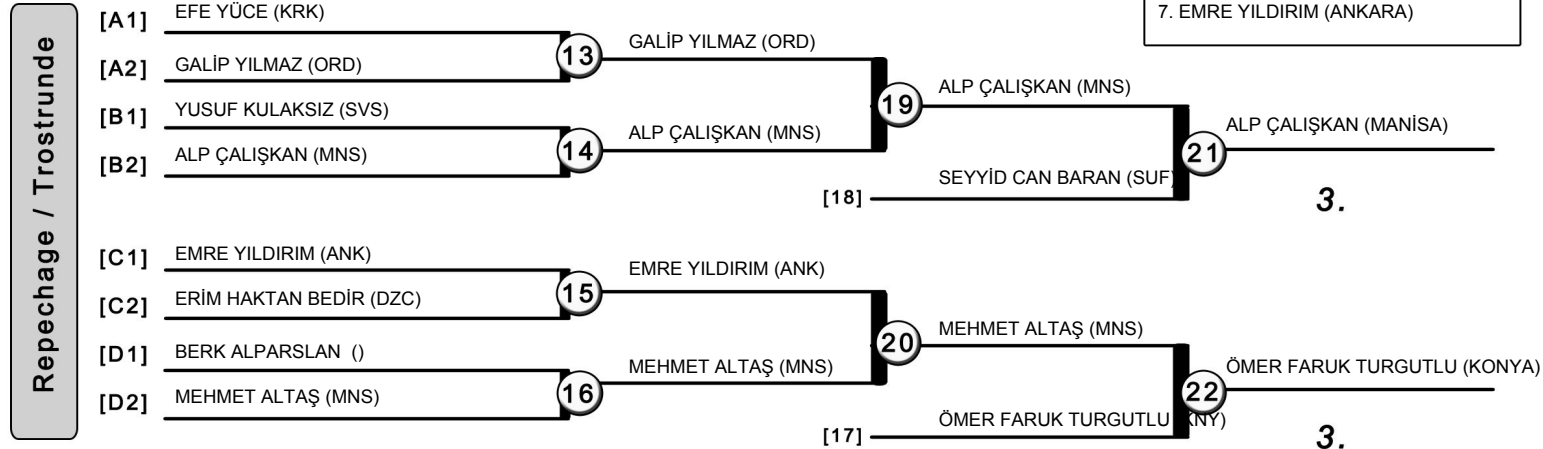 Repechage / Trostrunde
7. EMRE YILDIRIM (ANKARA)
[A1] EFE YÜCE (KRK)
[A2] GALİP YILMAZ (ORD)
13
GALİP YILMAZ (ORD)
[B1] YUSUF KULAKSIZ (SVS)
[B2] ALP ÇALIŞKAN (MNS)
14
ALP ÇALIŞKAN (MNS)
19
ALP ÇALIŞKAN (MNS)
[18] SEYYİD CAN BARAN (SUF)
21
ALP ÇALIŞKAN (MANİSA)
3.
[C1] EMRE YILDIRIM (ANK)
[C2] ERİM HAKTAN BEDİR (DZC)
15
EMRE YILDIRIM (ANK)
[D1] BERK ALPARSLAN ()
[D2] MEHMET ALTAŞ (MNS)
16
MEHMET ALTAŞ (MNS)
20
MEHMET ALTAŞ (MNS)
[17] ÖMER FARUK TURGUTLU (KNY)
22
ÖMER FARUK TURGUTLU (KONYA)
3.